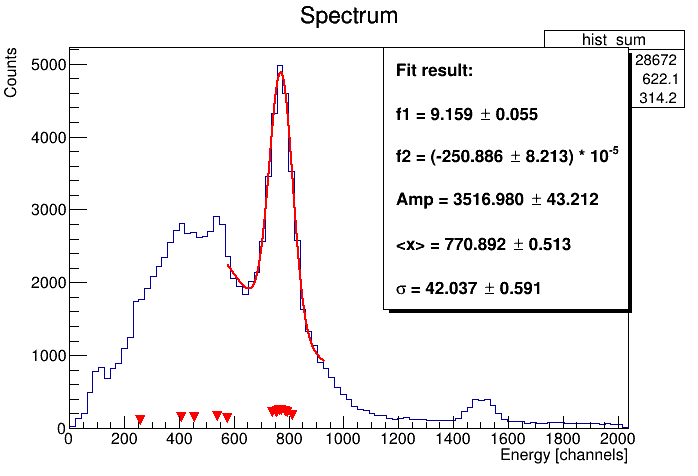 Spectrum
Counts
hist_sum
28672
622.1
314.2
Fit result:
f1 = 9.159 ± 0.055
f2 = (-250.886 ± 8.213) * 10⁻⁵
Amp = 3516.980 ± 43.212
<x> = 770.892 ± 0.513
σ = 42.037 ± 0.591
5000
4000
3000
2000
1000
0
0 200 400 600 800 1000 1200 1400 1600 1800 2000
Energy [channels]